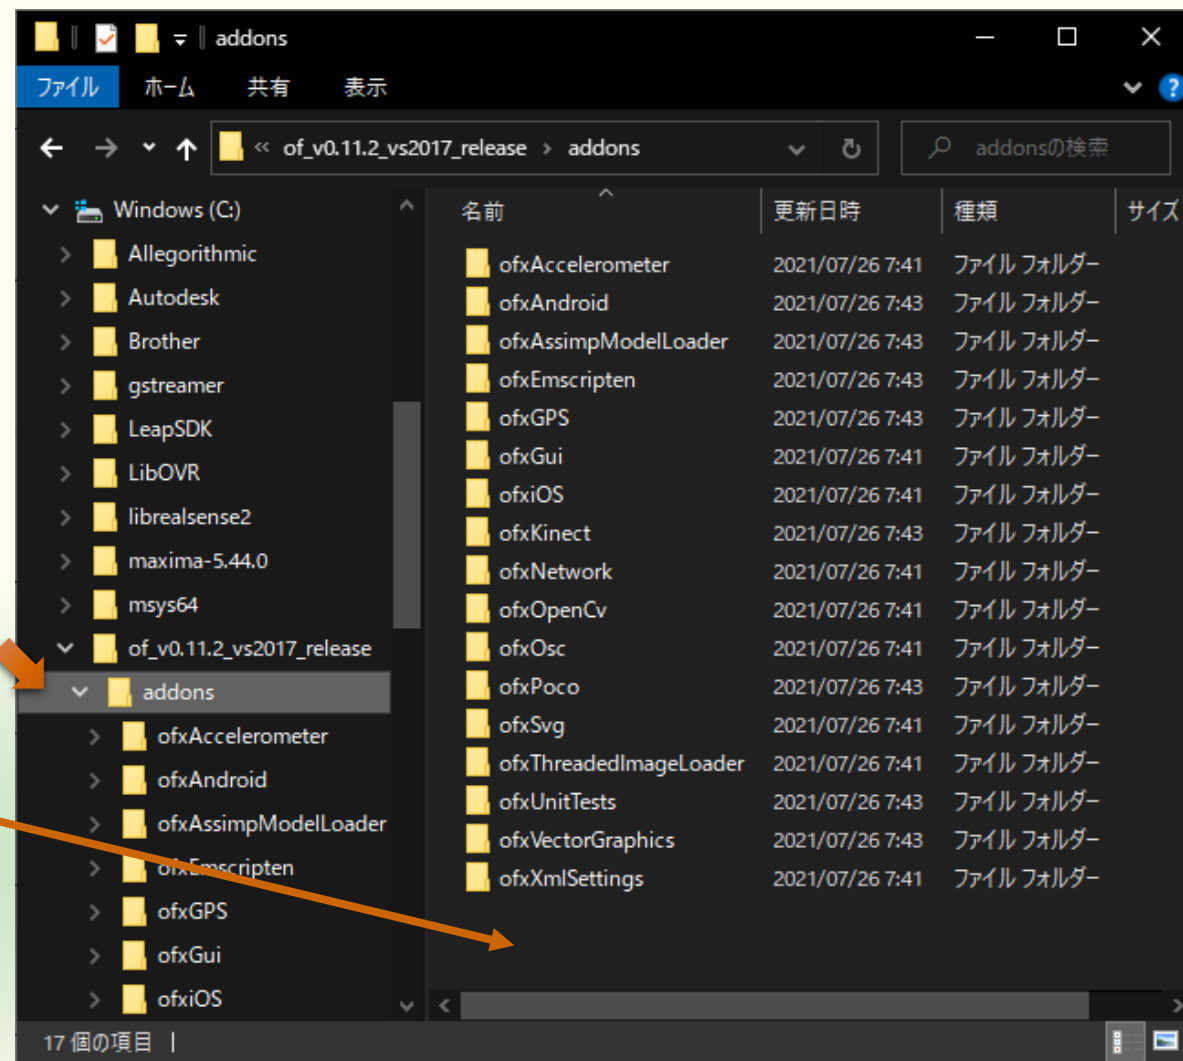 addons
ファイル ホーム 共有 表示
« of_v0.11.2_vs2017_release › addons
addonsの検索
Windows (C:)
Allegorithmic
Autodesk
Brother
gstreamer
LeapSDK
LibOVR
librealsense2
maxima-5.44.0
msys64
of_v0.11.2_vs2017_release
addons
ofxAccelerometer
ofxAndroid
ofxAssimpModelLoader
ofxEmscripten
ofxGPS
ofxGui
ofxiOS
名前 更新日時 種類 サイズ
ofxAccelerometer 2021/07/26 7:41 ファイル フォルダー
ofxAndroid 2021/07/26 7:43 ファイル フォルダー
ofxAssimpModelLoader 2021/07/26 7:43 ファイル フォルダー
ofxEmscripten 2021/07/26 7:43 ファイル フォルダー
ofxGPS 2021/07/26 7:43 ファイル フォルダー
ofxGui 2021/07/26 7:41 ファイル フォルダー
ofxiOS 2021/07/26 7:41 ファイル フォルダー
ofxKinect 2021/07/26 7:43 ファイル フォルダー
ofxNetwork 2021/07/26 7:41 ファイル フォルダー
ofxOpenCv 2021/07/26 7:41 ファイル フォルダー
ofxOsc 2021/07/26 7:41 ファイル フォルダー
ofxPoco 2021/07/26 7:43 ファイル フォルダー
ofxSvg 2021/07/26 7:41 ファイル フォルダー
ofxThreadedImageLoader 2021/07/26 7:41 ファイル フォルダー
ofxUnitTests 2021/07/26 7:43 ファイル フォルダー
ofxVectorGraphics 2021/07/26 7:43 ファイル フォルダー
ofxXmlSettings 2021/07/26 7:41 ファイル フォルダー
17 個の項目